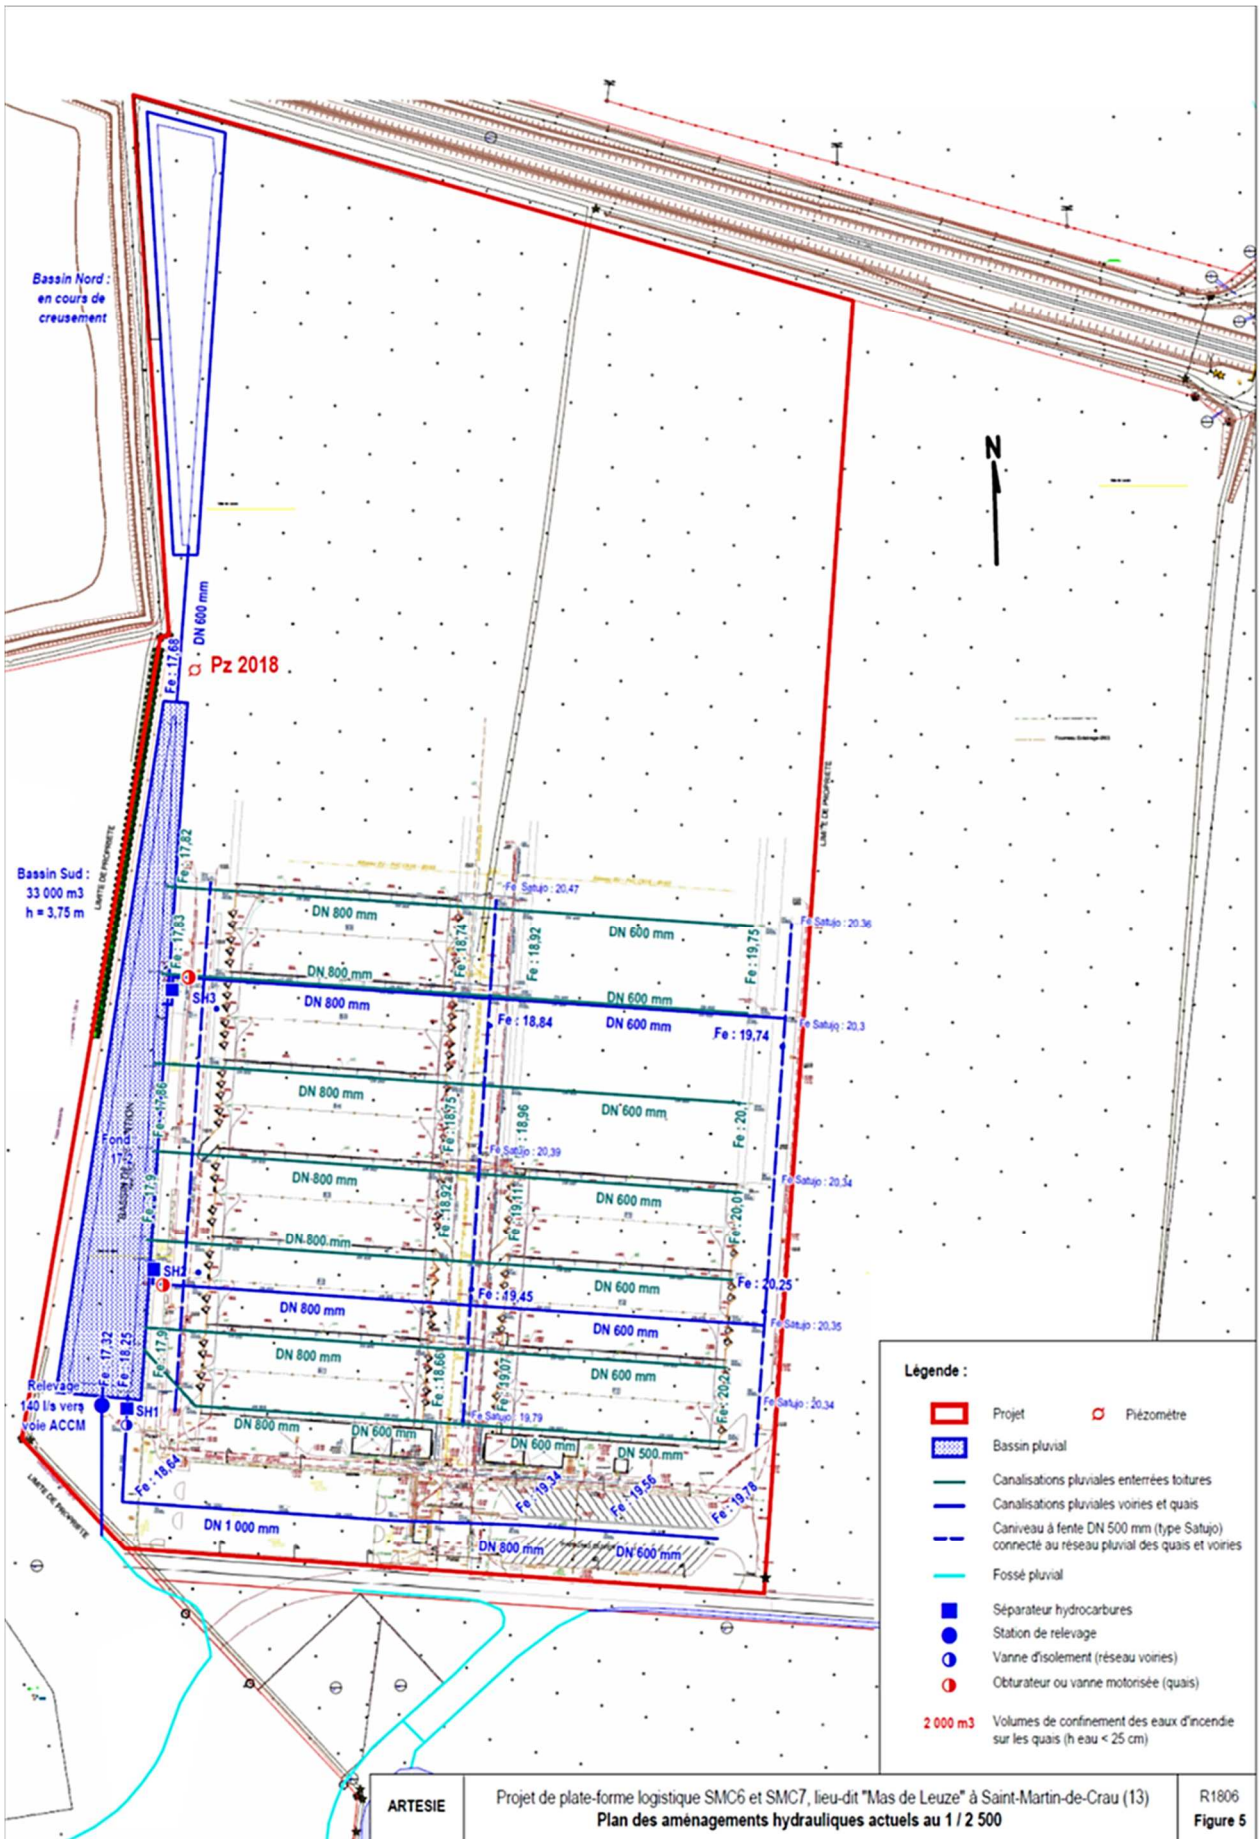 Bassin Nord :
en cours de
creusement
N
DN 600 mm
Fe : 17,68
Pz 2018
LIMITE DE PROPRIETE
LIMITE DE PROPRIETE
Bassin Sud :
33 000 m3
h = 3,75 m
Fe : 17,82
Fe Satujo : 20,47
DN 800 mm
DN 600 mm
Fe Satujo : 20,36
Fe : 17,83
Fe : 18,74
Fe : 18,92
Fe : 19,75
DN 800 mm
DN 600 mm
SH3
DN 800 mm
Fe : 18,84
DN 600 mm
Fe : 19,74
Fe Satujo : 20,3
DN 800 mm
DN 600 mm
Fe : 17,86
Fe : 18,75
Fe : 18,96
Fond
Fe Satujo : 20,39
DN 800 mm
DN 600 mm
Fe Satujo : 20,34
Fe : 17,9
Fe : 18,92
Fe : 19,11
Fe : 20,01
DN 800 mm
DN 600 mm
SH2
Fe : 19,45
Fe : 20,25
DN 800 mm
DN 600 mm
Fe Satujo : 20,35
Fe : 17,32
Fe : 18,25
Fe : 17,9
DN 800 mm
DN 600 mm
Fe : 18,66
Fe : 19,07
Fe : 20,2
Relevage
140 l/s vers
voie ACCM
SH1
Fe Satujo : 19,79
Fe Satujo : 20,34
DN 800 mm
DN 600 mm
DN 600 mm
DN 500 mm
Fe : 18,64
Fe : 19,34
Fe : 19,56
Fe : 19,78
LIMITE DE PROPRIETE
DN 1 000 mm
DN 800 mm
DN 600 mm
Légende :
Projet
Piézomètre
Bassin pluvial
Canalisations pluviales enterrées toitures
Canalisations pluviales voiries et quais
Caniveau à fente DN 500 mm (type Satujo)
connecté au réseau pluvial des quais et voiries
Fossé pluvial
Séparateur hydrocarbures
Station de relevage
Vanne d'isolement (réseau voiries)
Obturateur ou vanne motorisée (quais)
2 000 m3 Volumes de confinement des eaux d'incendie
sur les quais (h eau < 25 cm)
ARTESIE
Projet de plate-forme logistique SMC6 et SMC7, lieu-dit "Mas de Leuze" à Saint-Martin-de-Crau (13)
Plan des aménagements hydrauliques actuels au 1 / 2 500
R1806
Figure 5